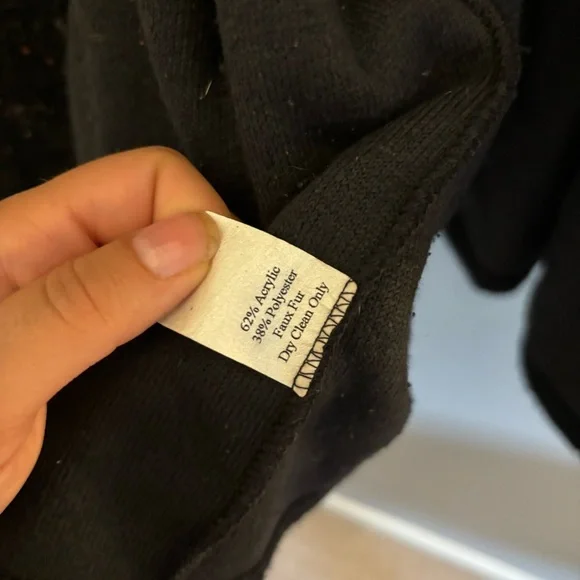 62% Acrylic
38% Polyester
Faux Fur
Dry Clean Only